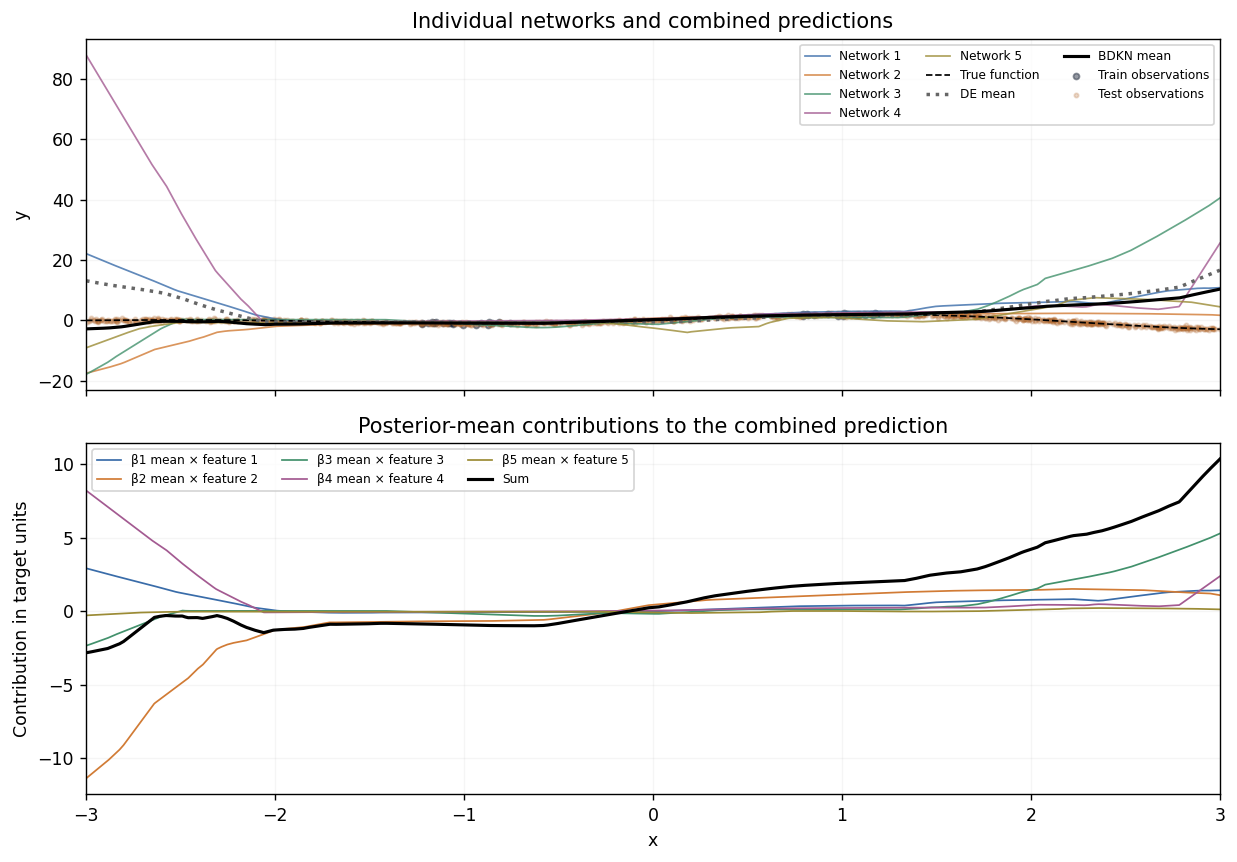 Individual networks and combined predictions
Network 1
Network 2
Network 3
Network 4
Network 5
True function
DE mean
BDKN mean
Train observations
Test observations
80
60
40
20
0
−20
y
Posterior-mean contributions to the combined prediction
β1 mean × feature 1
β2 mean × feature 2
β3 mean × feature 3
β4 mean × feature 4
β5 mean × feature 5
Sum
10
5
0
−5
−10
Contribution in target units
−3 −2 −1 0 1 2 3
x